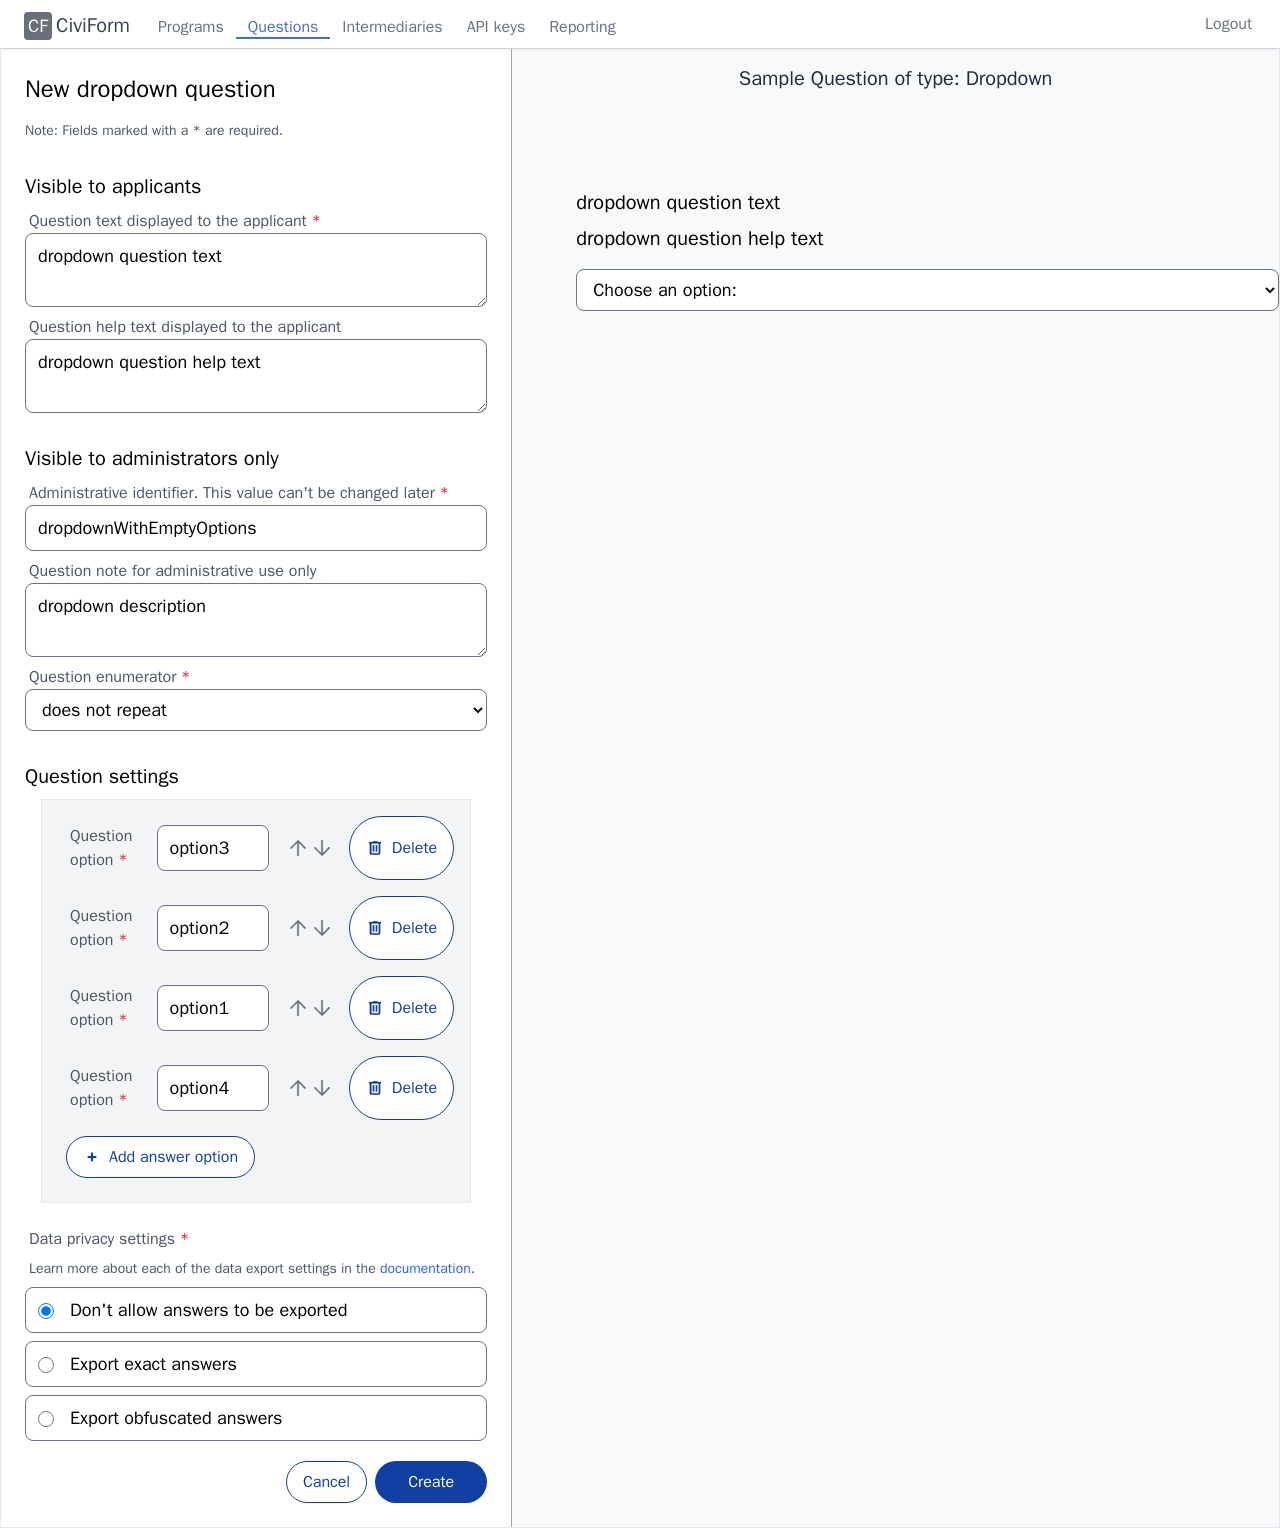 CF CiviForm Programs Questions Intermediaries API keys Reporting Logout
New dropdown question
Note: Fields marked with a * are required.
Visible to applicants
Question text displayed to the applicant *
dropdown question text
Question help text displayed to the applicant
dropdown question help text
Visible to administrators only
Administrative identifier. This value can't be changed later *
dropdownWithEmptyOptions
Question note for administrative use only
dropdown description
Question enumerator *
does not repeat
Question settings
Question
option * option3 Delete
Question
option * option2 Delete
Question
option * option1 Delete
Question
option * option4 Delete
+ Add answer option
Data privacy settings *
Learn more about each of the data export settings in the documentation.
Don't allow answers to be exported
Export exact answers
Export obfuscated answers
Cancel Create
Sample Question of type: Dropdown
dropdown question text
dropdown question help text
Choose an option: